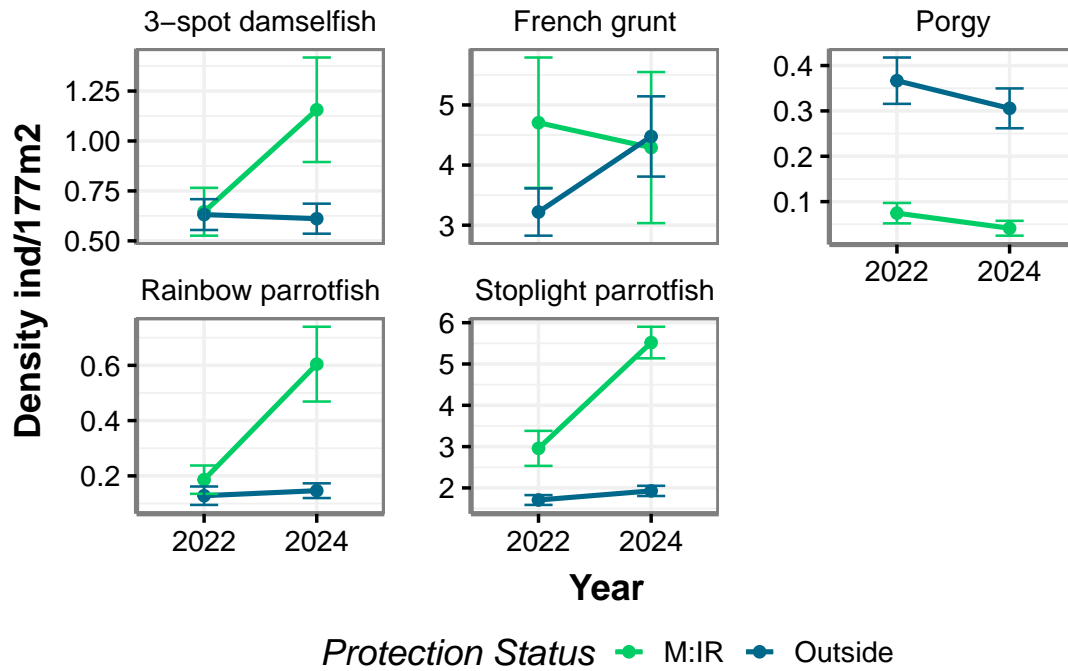 3−spot damselfish
French grunt
Porgy
Density ind/177m2
1.25
1.00
0.75
0.50
5
4
3
0.4
0.3
0.2
0.1
2022 2024
Rainbow parrotfish
Stoplight parrotfish
0.6
0.4
0.2
6
5
4
3
2
2022 2024
2022 2024
Year
Protection Status M:IR Outside